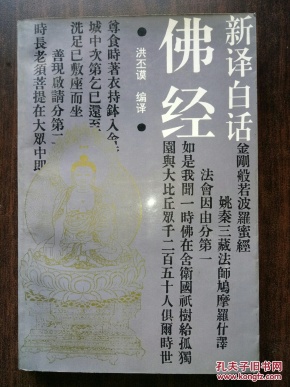 新译白话
佛经
●洪丕谟 编译●
金剛般若波羅蜜經
姚秦三藏法師鳩摩羅什譯
法會因由分第一
如是我聞一時佛在舍衛國祇樹給孤獨
園與大比丘眾千二百五十人俱爾時世
尊食時著衣持鉢入舍
城中次第乞已還至
洗足已敷座而坐
善現啟請分第二
時長老須菩提在大眾中即